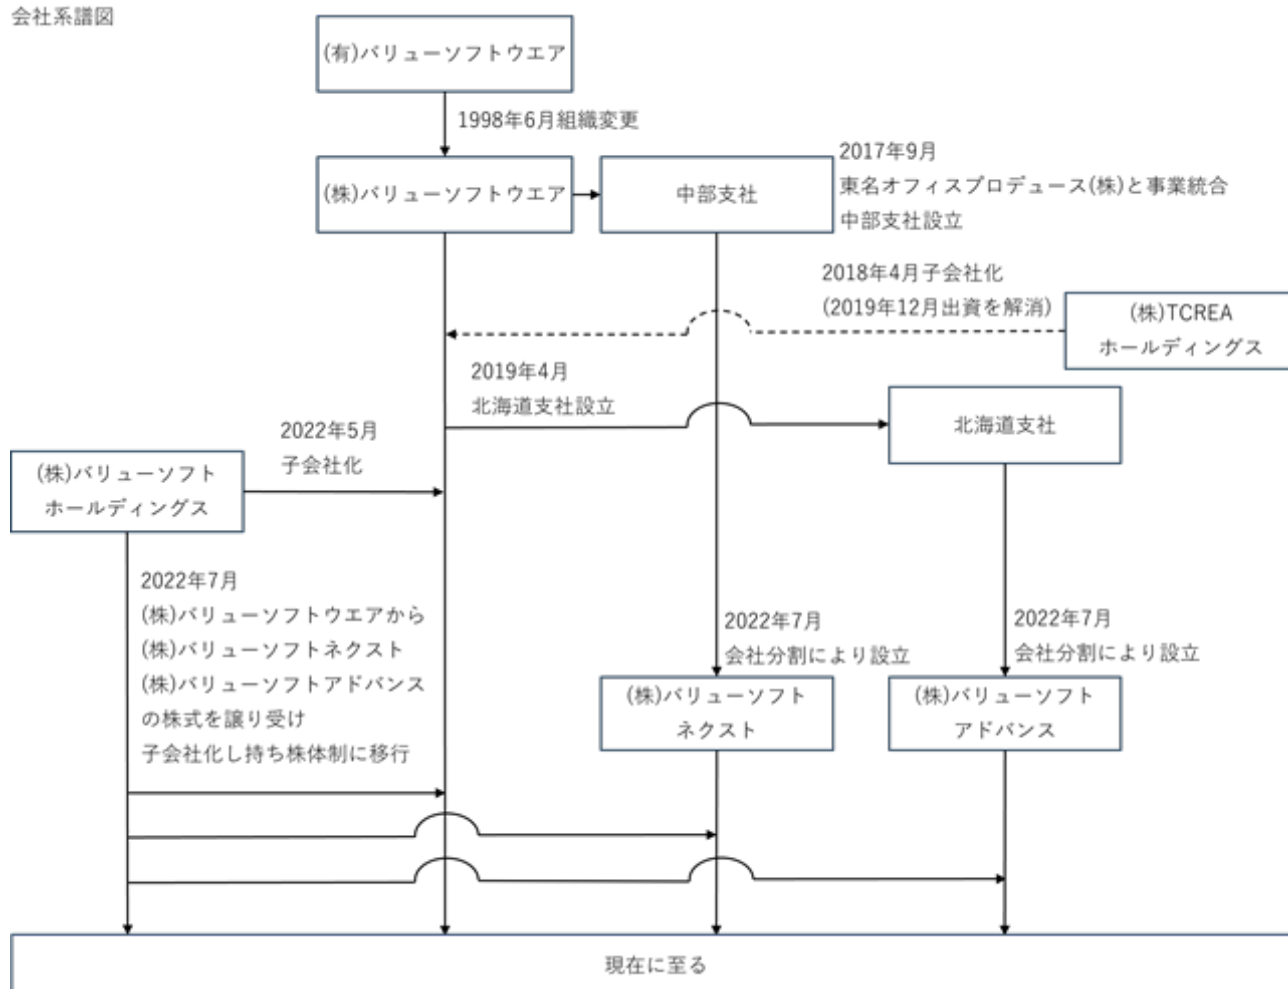 会社系譜図
(有)バリューソフトウエア
1998年6月組織変更
(株)バリューソフトウエア
中部支社
2017年9月
東名オフィスプロデュース(株)と事業統合
中部支社設立
2018年4月子会社化
(2019年12月出資を解消)
(株)TCREA
ホールディングス
2019年4月
北海道支社設立
北海道支社
2022年5月
子会社化
(株)バリューソフト
ホールディングス
2022年7月
(株)バリューソフトウエアから
(株)バリューソフトネクスト
(株)バリューソフトアドバンス
の株式を譲り受け
子会社化し持ち株体制に移行
2022年7月
会社分割により設立
2022年7月
会社分割により設立
(株)バリューソフト
ネクスト
(株)バリューソフト
アドバンス
現在に至る